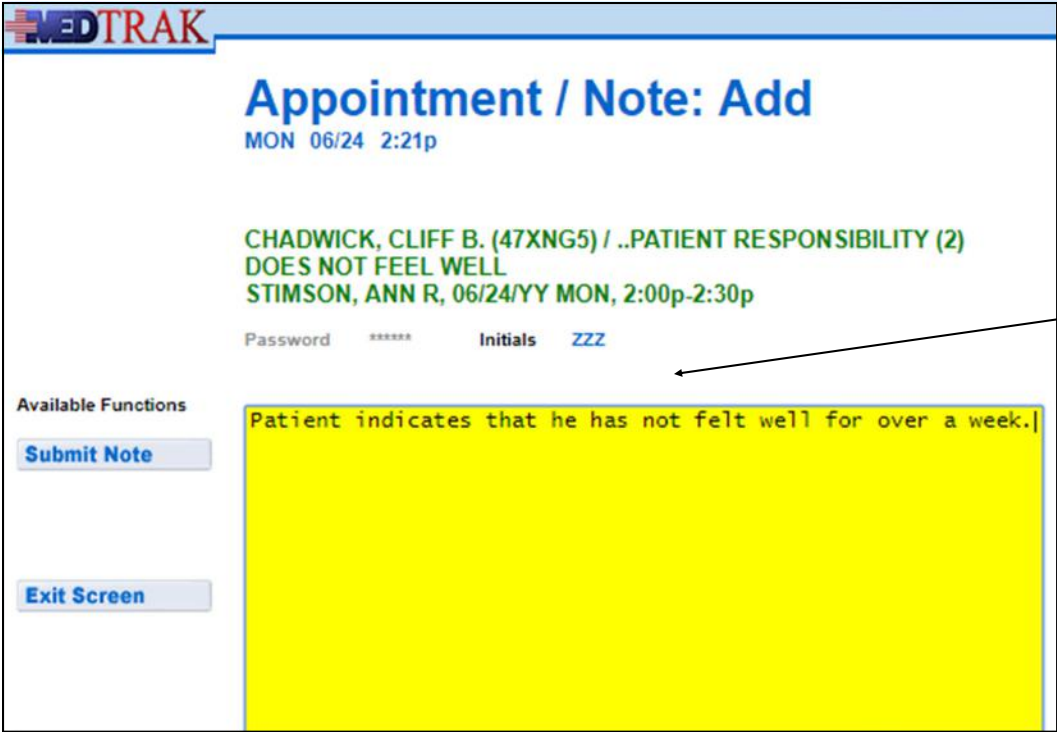 MEDTRAK
Appointment / Note: Add
MON 06/24 2:21p
CHADWICK, CLIFF B. (47XNG5) / ..PATIENT RESPONSIBILITY (2)
DOES NOT FEEL WELL
STIMSON, ANN R, 06/24/YY MON, 2:00p-2:30p
Password ****** Initials ZZZ
Available Functions
Patient indicates that he has not felt well for over a week.
Submit Note
Exit Screen